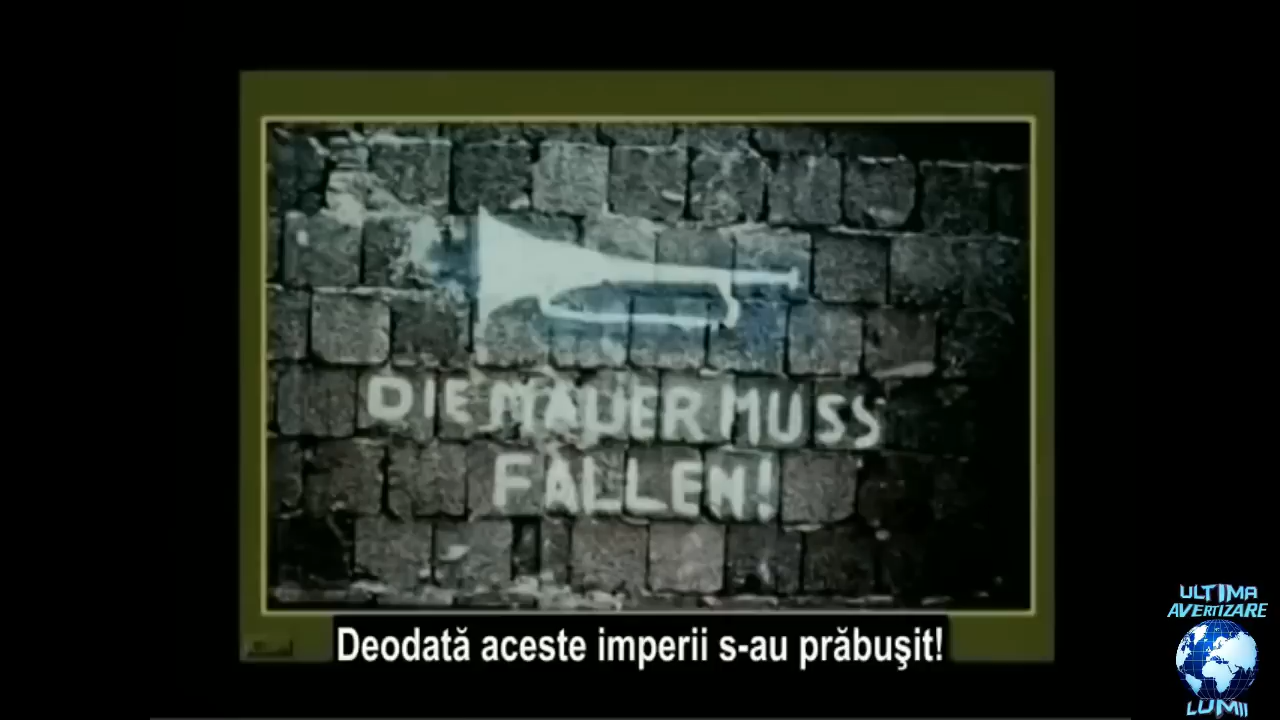 DIE MAUER MUSS
FALLEN!
Deodată aceste imperii s-au prăbuşit!
ULTIMA
AVERTIZARE
LUMII